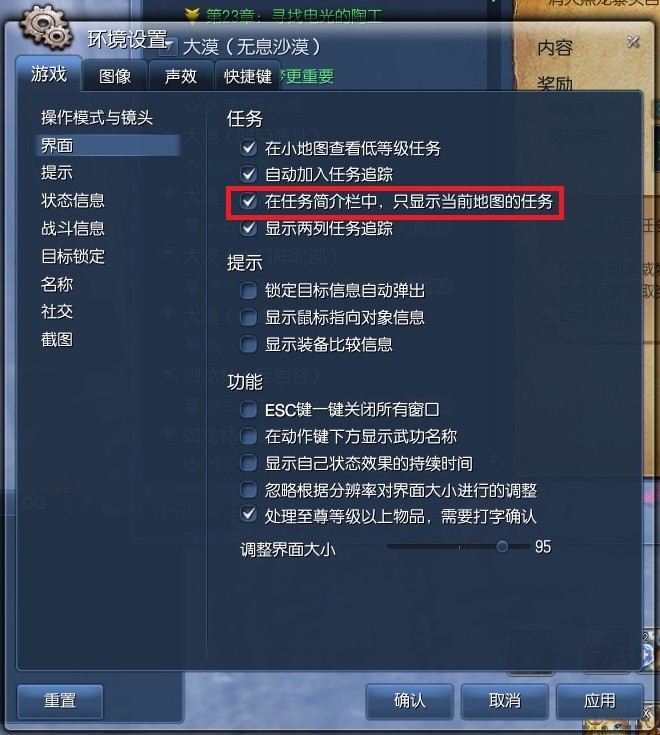 第23章：寻找电光的陶工
环境设置
大漠（无息沙漠）
内容
游戏
图像
声效
快捷键
变更重要
奖励
操作模式与镜头
界面
提示
状态信息
战斗信息
目标锁定
名称
社交
截图
任务
在小地图查看低等级任务
自动加入任务追踪
在任务简介栏中，只显示当前地图的任务
显示两列任务追踪
提示
锁定目标信息自动弹出
显示鼠标指向对象信息
显示装备比较信息
功能
ESC键一键关闭所有窗口
在动作键下方显示武功名称
显示自己状态效果的持续时间
忽略根据分辨率对界面大小进行的调整
处理至尊等级以上物品，需要打字确认
调整界面大小
95
重置
确认
取消
应用